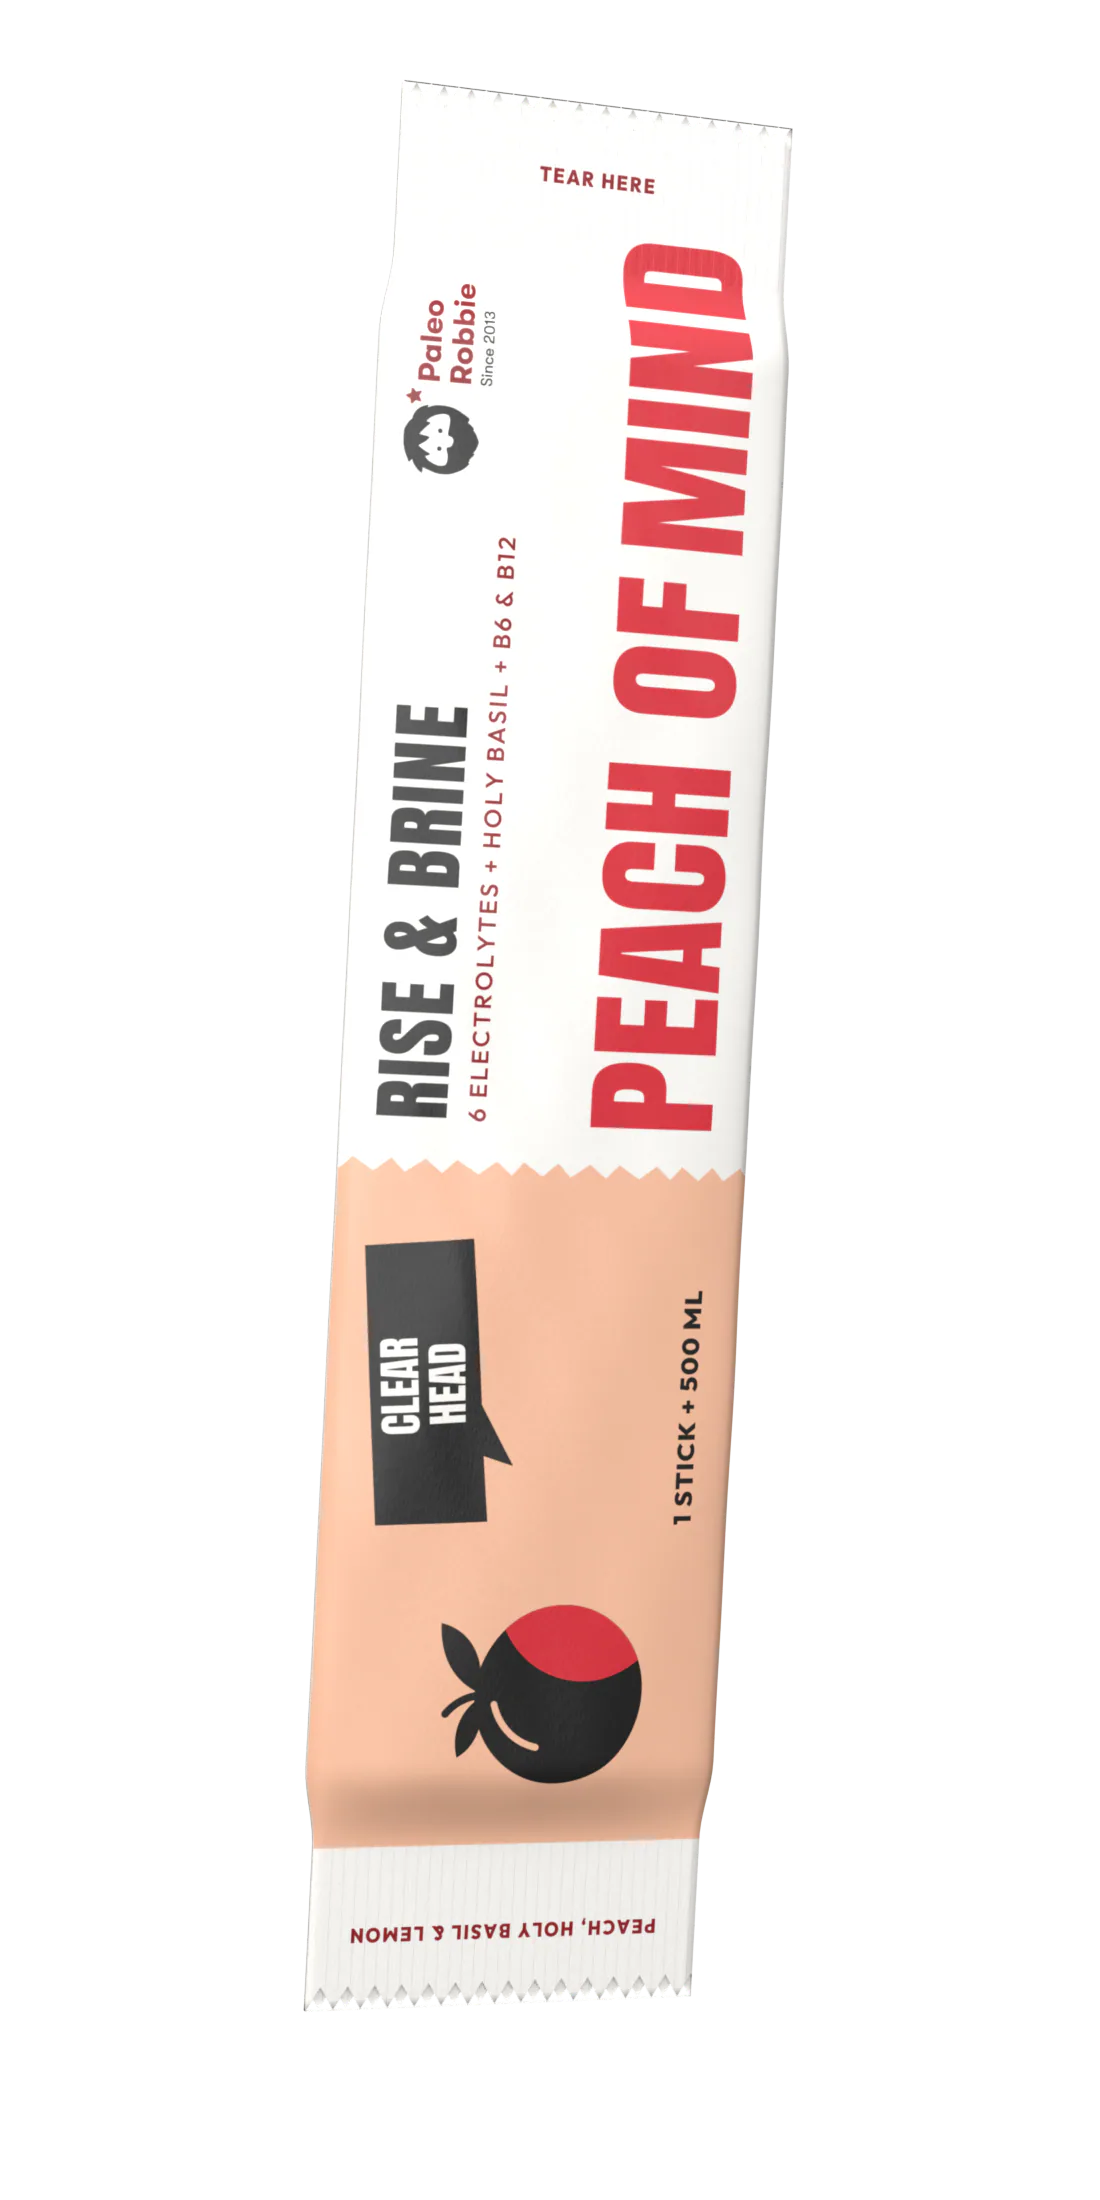 TEAR HERE
Paleo
Robbie
Since 2013
RISE & BRINE
6 ELECTROLYTES + HOLY BASIL + B6 & B12
PEACH OF MIND
CLEAR
HEAD
1 STICK + 500 ML
PEACH, HOLY BASIL & LEMON